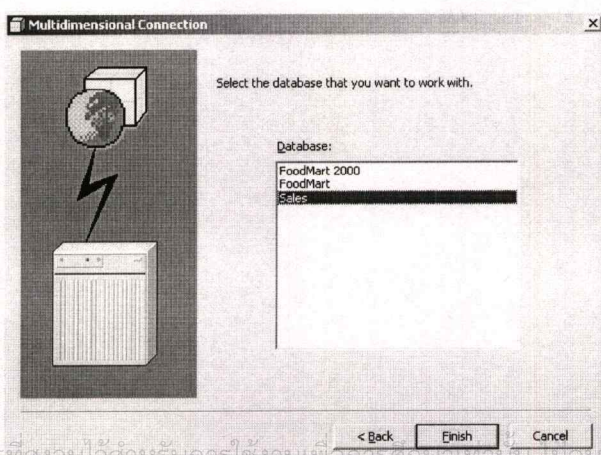 Multidimensional Connection
Select the database that you want to work with.
Database:
FoodMart 2000
FoodMart
Sales
< Back
Finish
Cancel